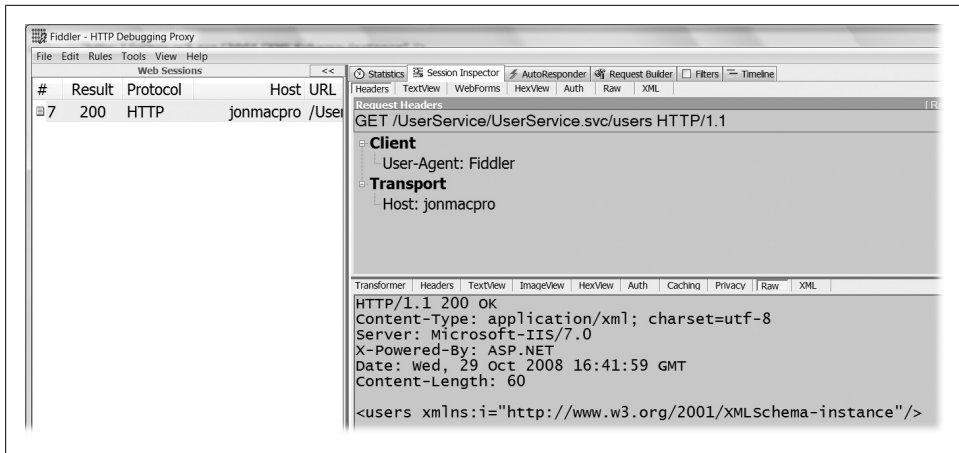 Fiddler - HTTP Debugging Proxy
File Edit Rules Tools View Help
Web Sessions <<
# Result Protocol Host URL
7 200 HTTP jonmacpro /User
Statistics Session Inspector AutoResponder Request Builder Filters Timeline
Headers TextView WebForms HexView Auth Raw XML
Request Headers
GET /UserService/UserService.svc/users HTTP/1.1
Client
User-Agent: Fiddler
Transport
Host: jonmacpro
Transformer Headers TextView ImageView HexView Auth Caching Privacy Raw XML
HTTP/1.1 200 OK
Content-Type: application/xml; charset=utf-8
Server: Microsoft-IIS/7.0
X-Powered-By: ASP.NET
Date: Wed, 29 Oct 2008 16:41:59 GMT
Content-Length: 60
<users xmlns:i="http://www.w3.org/2001/XMLSchema-instance"/>